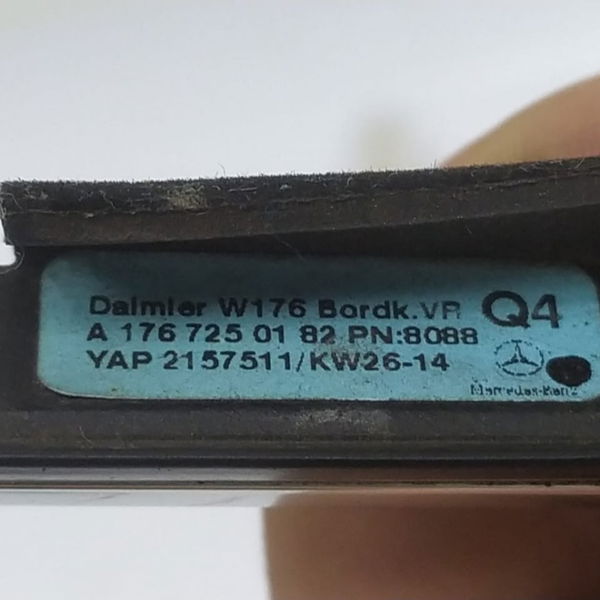 Daimler W176 Bordk.VR Q4
A 176 725 01 82 PN:8088
YAP 2157511/KW26-14
Mercedes-Benz